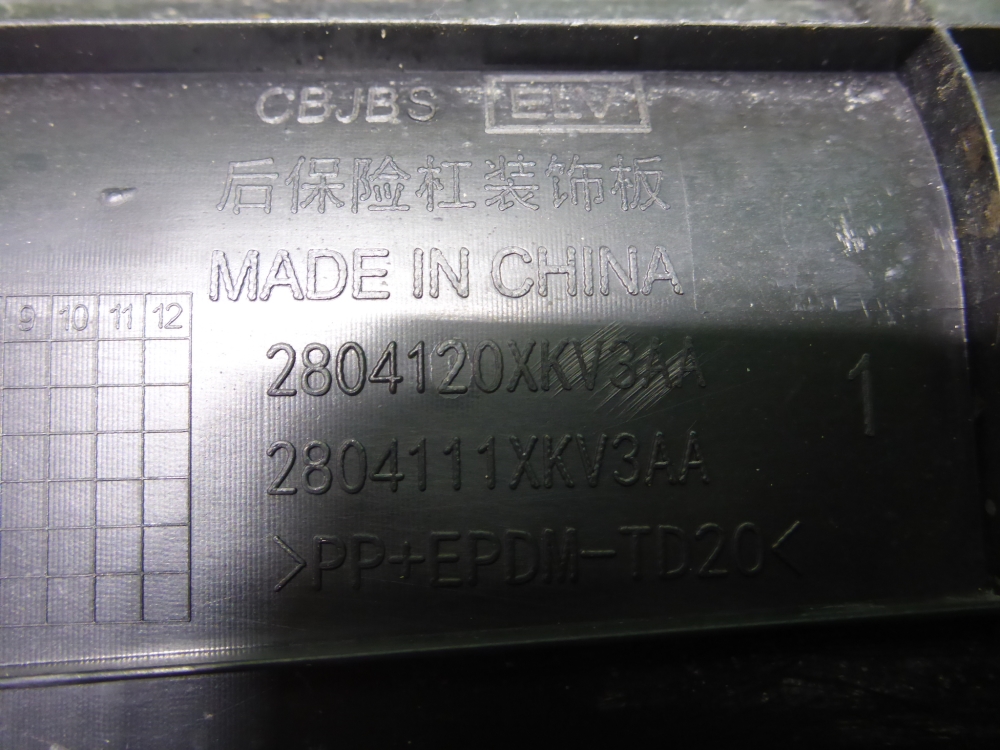 CBJBS ELV
后保险杠装饰板
MADE IN CHINA
9 10 11 12
2804120XKV3AA
1
2804111XKV3AA
>PP+EPDM-TD20<